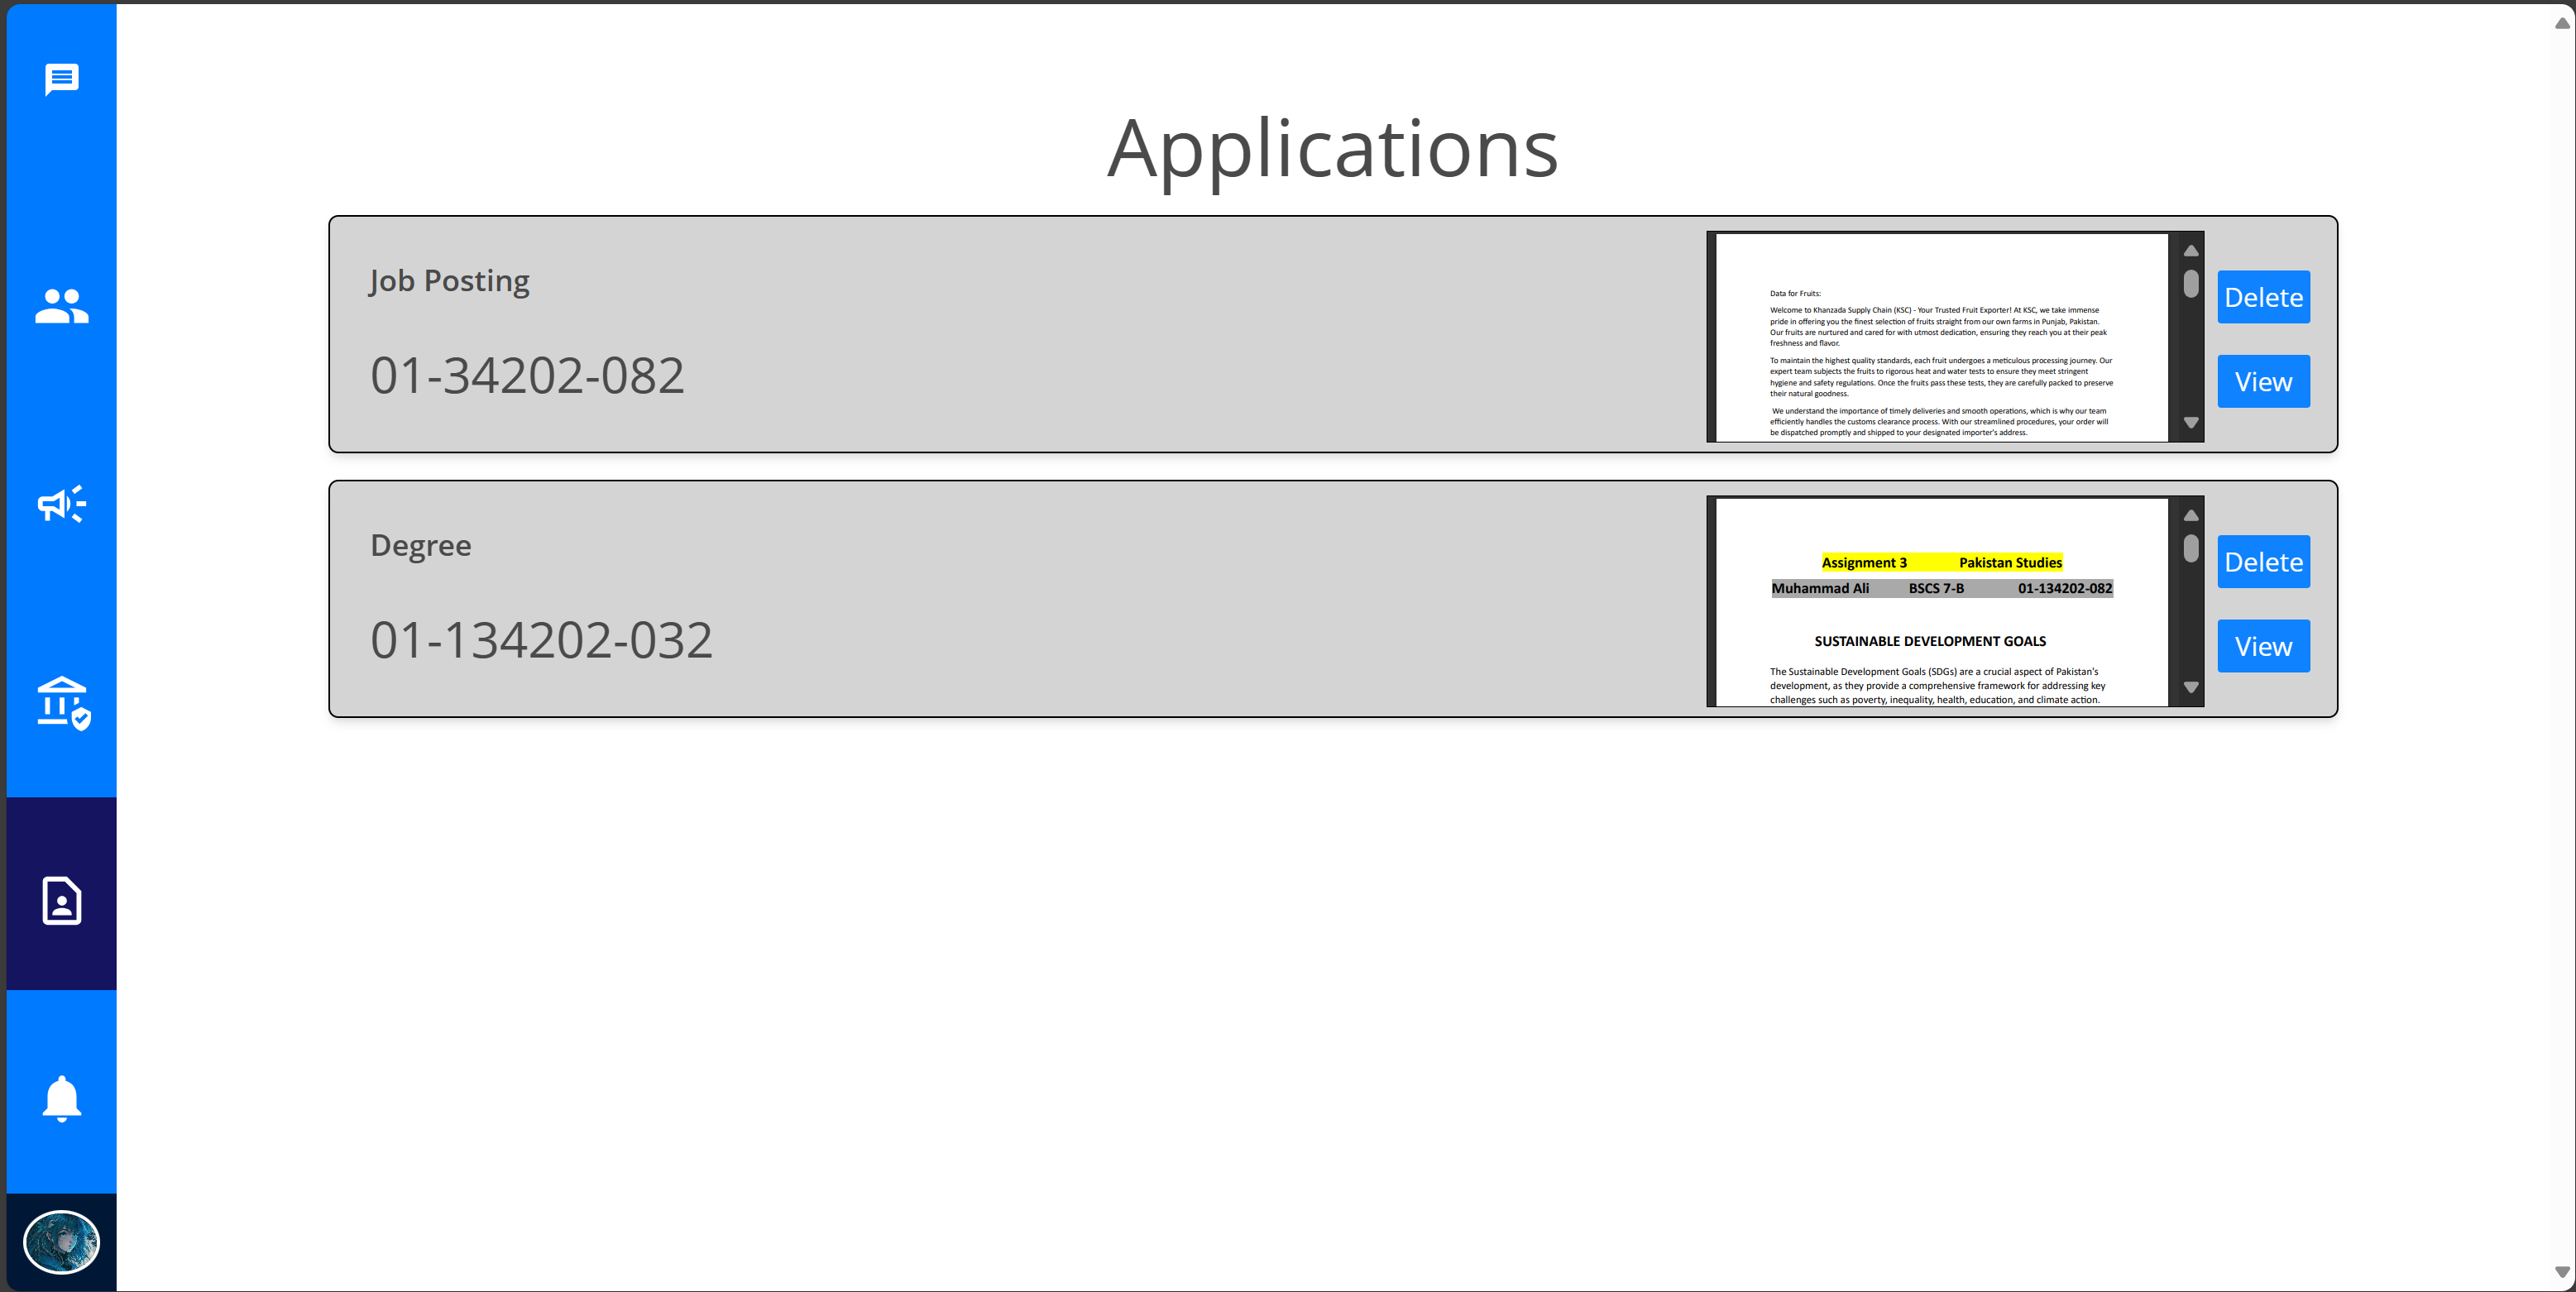 Applications
Job Posting
01-34202-082
Data for Fruits:
Welcome to Khanzada Supply Chain (KSC) - Your Trusted Fruit Exporter! At KSC, we take immense
pride in offering you the finest selection of fruits straight from our own farms in Punjab, Pakistan.
Our fruits are nurtured and cared for with utmost dedication, ensuring they reach you at their peak
freshness and flavor.
To maintain the highest quality standards, each fruit undergoes a meticulous processing journey. Our
expert team subjects the fruits to rigorous heat and water tests to ensure they meet stringent
hygiene and safety regulations. Once the fruits pass these tests, they are carefully packed to preserve
their natural goodness.
We understand the importance of timely deliveries and smooth operations, which is why our team
efficiently handles the customs clearance process. With our streamlined procedures, your order will
be dispatched promptly and shipped to your designated importer's address.
Delete
View
Degree
01-134202-032
Assignment 3 Pakistan Studies
Muhammad Ali BSCS 7-B 01-134202-082
SUSTAINABLE DEVELOPMENT GOALS
The Sustainable Development Goals (SDGs) are a crucial aspect of Pakistan's
development, as they provide a comprehensive framework for addressing key
challenges such as poverty, inequality, health, education, and climate action.
Delete
View